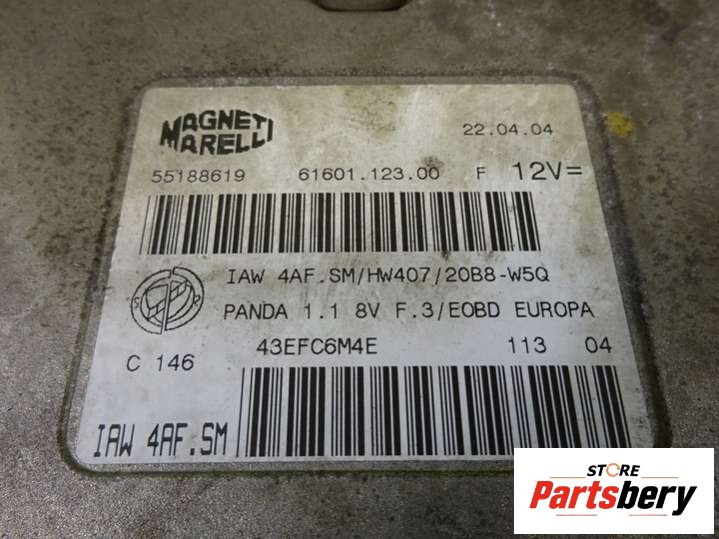 MAGNETI
MARELLI
22.04.04
55188619 61601.123.00 F 12V=
IAW 4AF.SM/HW407/20B8-W5Q
PANDA 1.1 8V F.3/EOBD EUROPA
C 146 43EFC6M4E 113 04
IAW 4AF.SM
STORE
Partsbery